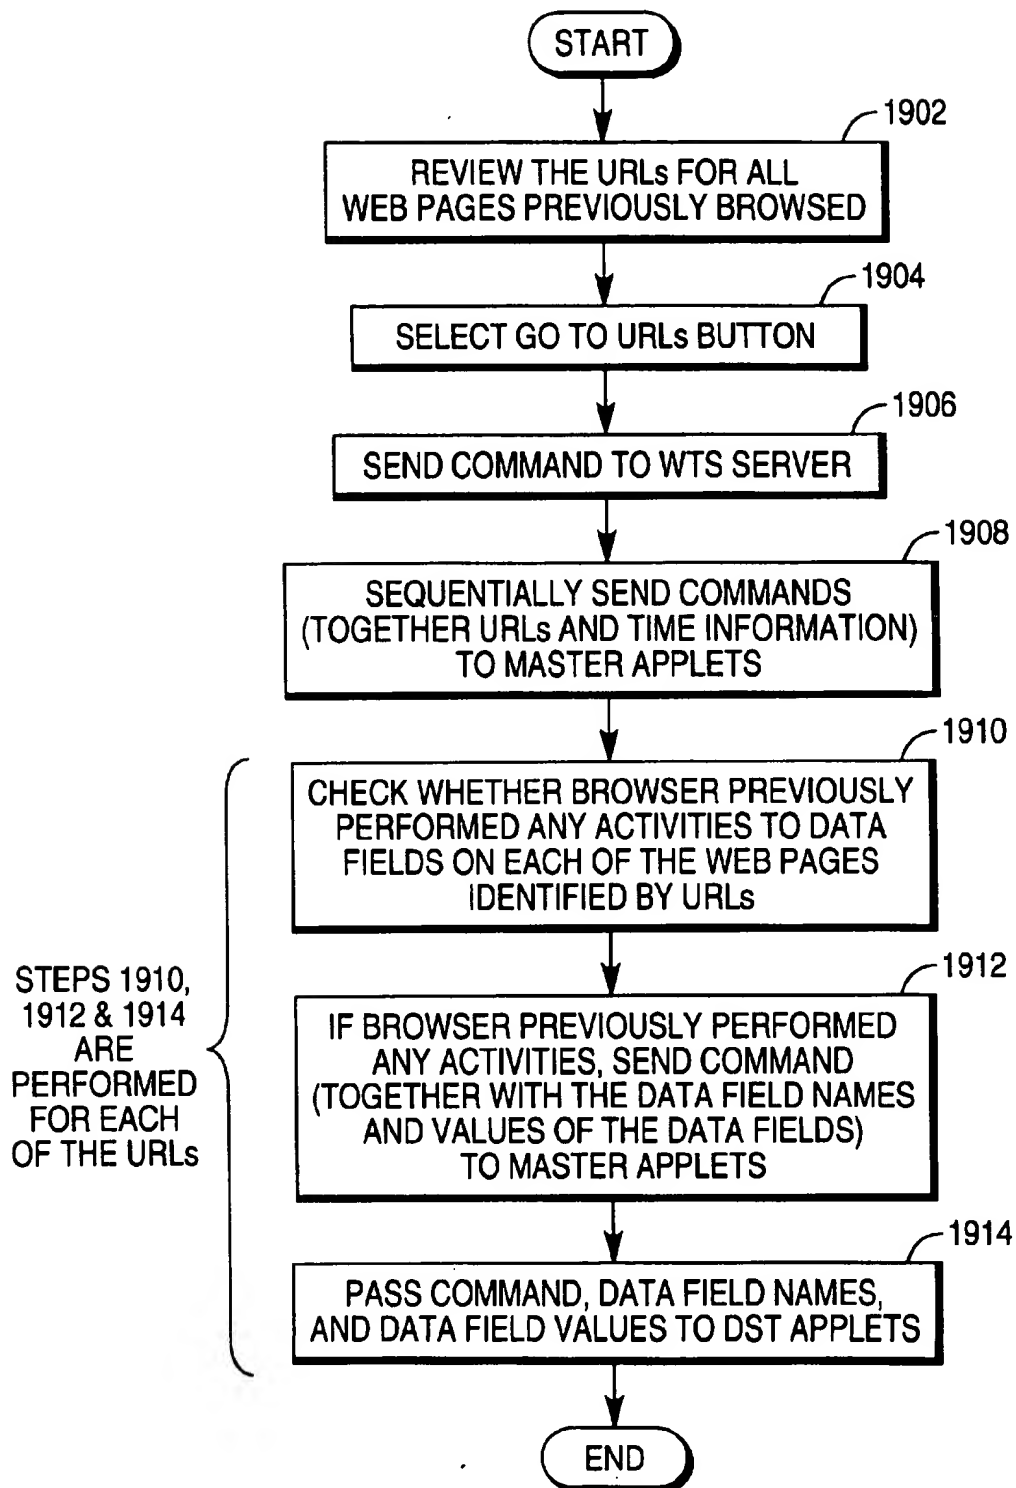 START
1902
REVIEW THE URLs FOR ALL
WEB PAGES PREVIOUSLY BROWSED
1904
SELECT GO TO URLs BUTTON
1906
SEND COMMAND TO WTS SERVER
1908
SEQUENTIALLY SEND COMMANDS
(TOGETHER URLs AND TIME INFORMATION)
TO MASTER APPLETS
1910
CHECK WHETHER BROWSER PREVIOUSLY
PERFORMED ANY ACTIVITIES TO DATA
FIELDS ON EACH OF THE WEB PAGES
IDENTIFIED BY URLs
STEPS 1910,
1912 & 1914
ARE
PERFORMED
FOR EACH
OF THE URLs
1912
IF BROWSER PREVIOUSLY PERFORMED
ANY ACTIVITIES, SEND COMMAND
(TOGETHER WITH THE DATA FIELD NAMES
AND VALUES OF THE DATA FIELDS)
TO MASTER APPLETS
1914
PASS COMMAND, DATA FIELD NAMES,
AND DATA FIELD VALUES TO DST APPLETS
END